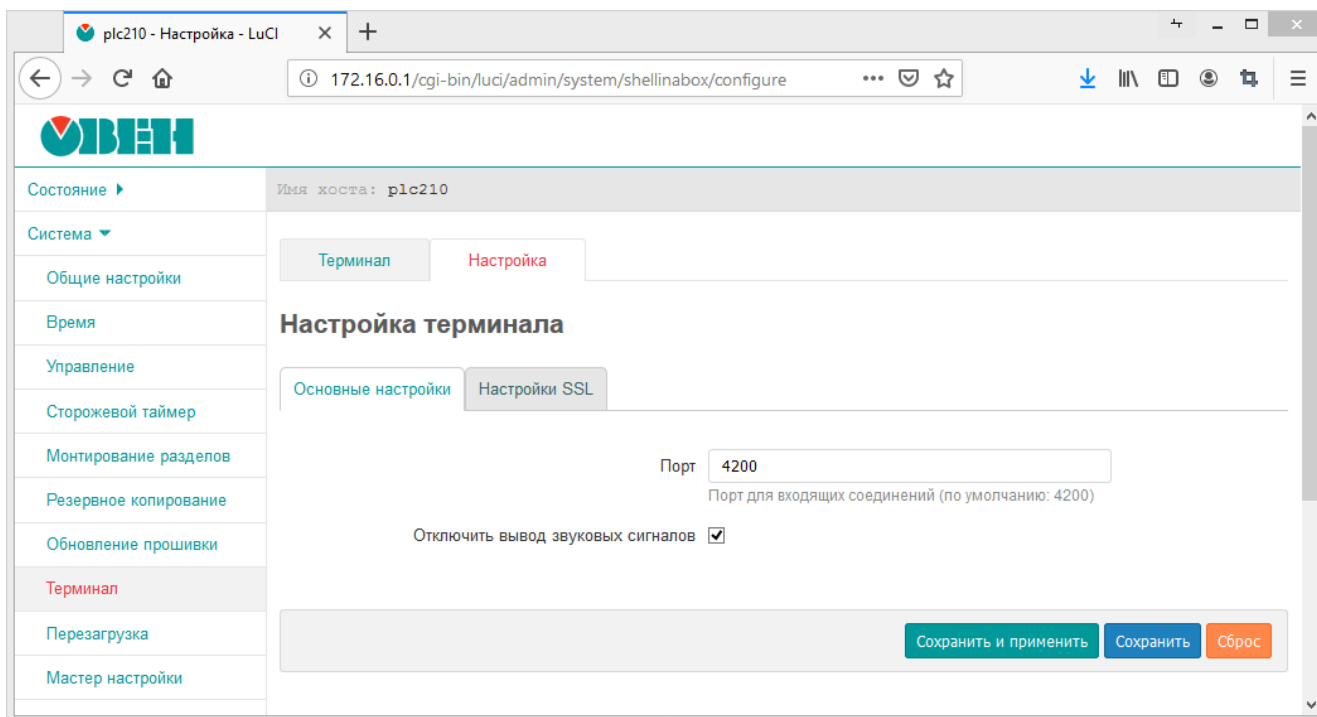 plc210 - Настройка - LuCI
172.16.0.1/cgi-bin/luci/admin/system/shellinabox/configure
ОВЕН
Состояние
Имя хоста: plc210
Система
Терминал Настройка
Общие настройки
Время
Настройка терминала
Управление
Основные настройки Настройки SSL
Сторожевой таймер
Монтирование разделов
Порт 4200
Резервное копирование
Порт для входящих соединений (по умолчанию: 4200)
Обновление прошивки
Отключить вывод звуковых сигналов
Терминал
Перезагрузка
Сохранить и применить Сохранить Сброс
Мастер настройки